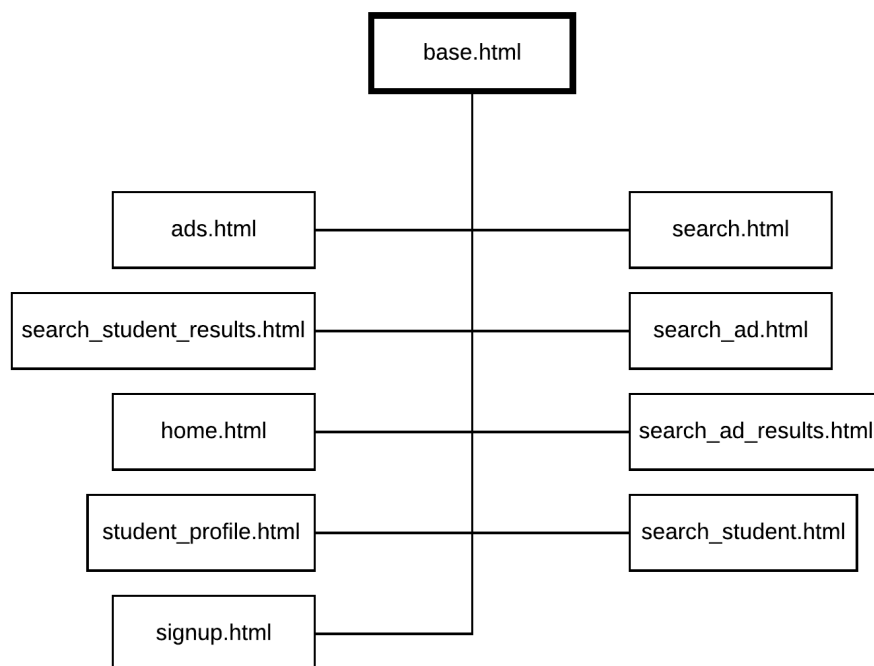 base.html
ads.html
search.html
search_student_results.html
search_ad.html
home.html
search_ad_results.html
student_profile.html
search_student.html
signup.html